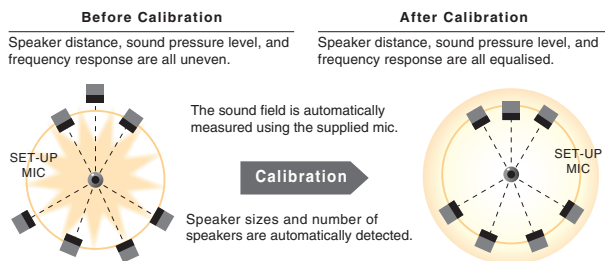 Before Calibration
Speaker distance, sound pressure level, and
frequency response are all uneven.
SET-UP
MIC
The sound field is automatically
measured using the supplied mic.
Calibration
Speaker sizes and number of
speakers are automatically detected.
After Calibration
Speaker distance, sound pressure level, and
frequency response are all equalised.
SET-UP
MIC